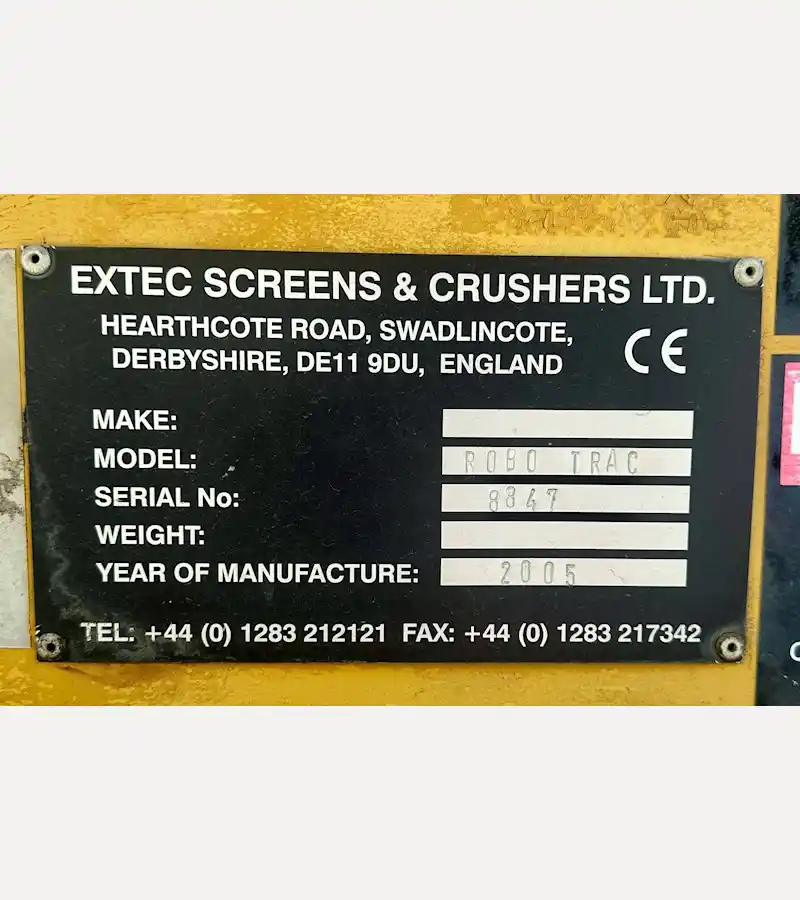 EXTEC SCREENS & CRUSHERS LTD.
HEARTHCOTE ROAD, SWADLINCOTE,
DERBYSHIRE, DE11 9DU, ENGLAND
CE
MAKE:
MODEL: ROBO TRAC
SERIAL No: 8847
WEIGHT:
YEAR OF MANUFACTURE: 2005
TEL: +44 (0) 1283 212121 FAX: +44 (0) 1283 217342